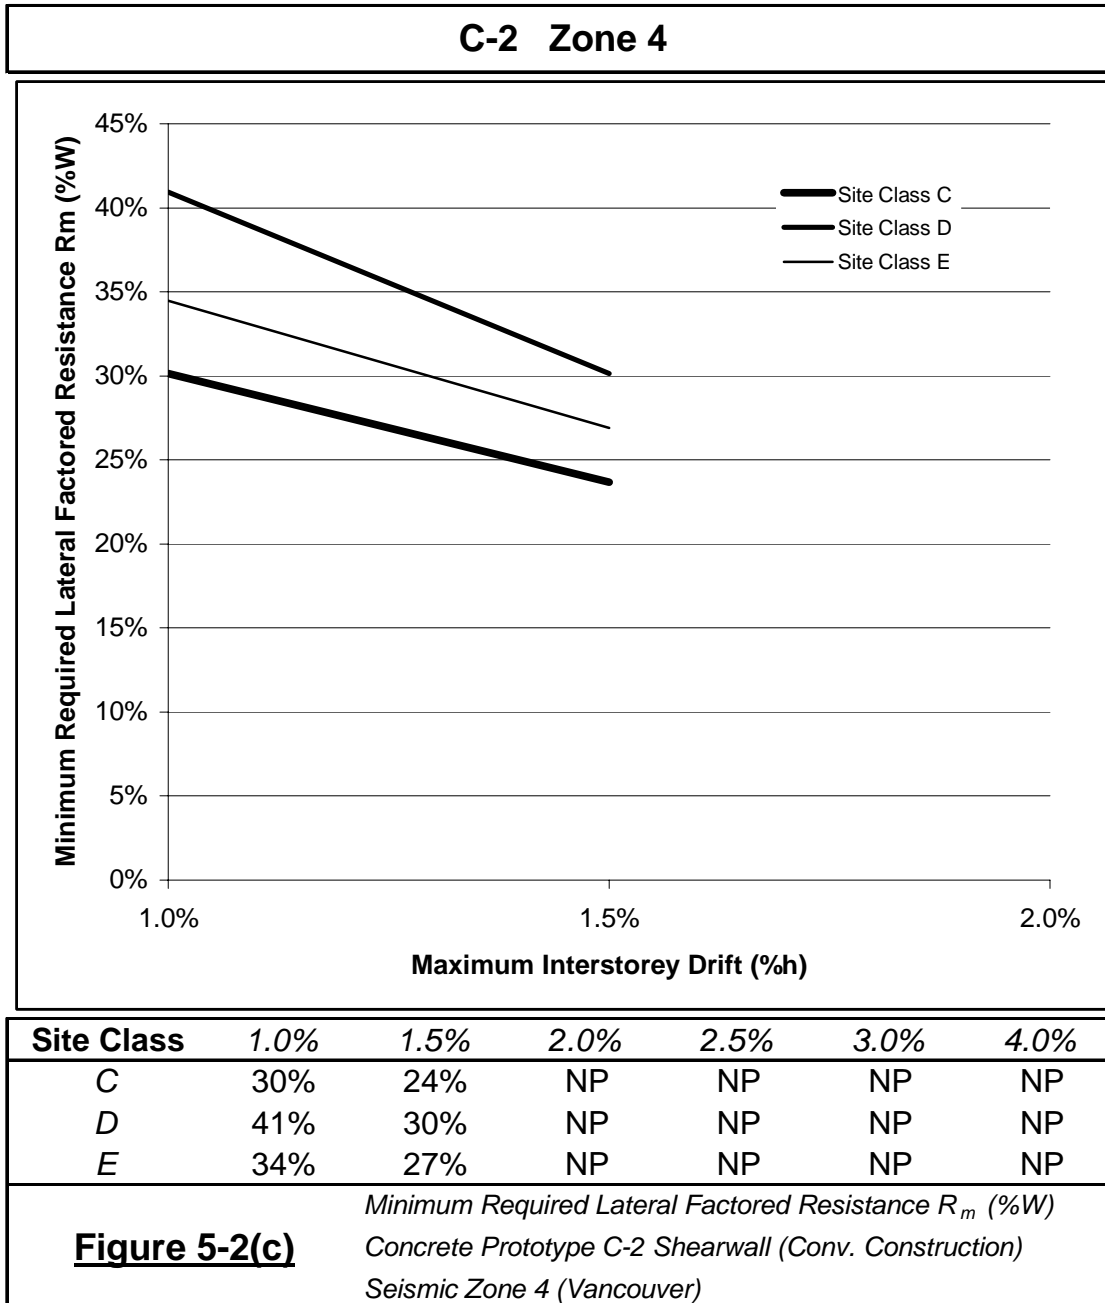 C-2 Zone 4
Minimum Required Lateral Factored Resistance Rm (%W)
45%
40%
35%
30%
25%
20%
15%
10%
5%
0%
Site Class C
Site Class D
Site Class E
1.0% 1.5% 2.0%
Maximum Interstorey Drift (%h)
Site Class 1.0% 1.5% 2.0% 2.5% 3.0% 4.0%
C 30% 24% NP NP NP NP
D 41% 30% NP NP NP NP
E 34% 27% NP NP NP NP
Figure 5-2(c)
Minimum Required Lateral Factored Resistance R m (%W)
Concrete Prototype C-2 Shearwall (Conv. Construction)
Seismic Zone 4 (Vancouver)